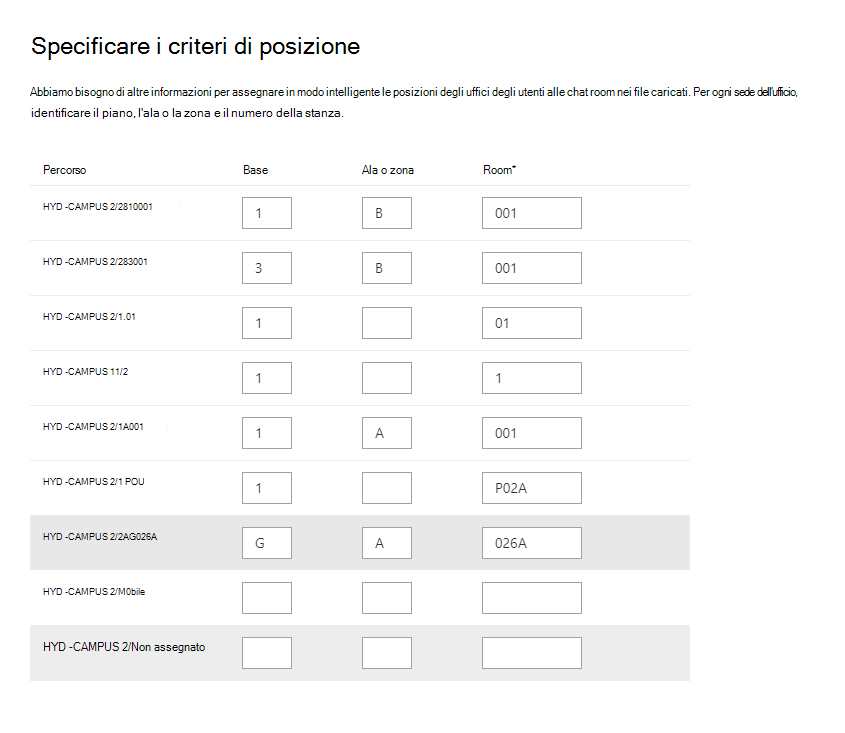 Specificare i criteri di posizione
Abbiamo bisogno di altre informazioni per assegnare in modo intelligente le posizioni degli uffici degli utenti alle chat room nei file caricati. Per ogni sede dell'ufficio,
identificare il piano, l'ala o la zona e il numero della stanza.
Percorso Base Ala o zona Room*
HYD -CAMPUS 2/2810001 1 B 001
HYD -CAMPUS 2/283001 3 B 001
HYD -CAMPUS 2/1.01 1 01
HYD -CAMPUS 11/2 1 1
HYD -CAMPUS 2/1A001 1 A 001
HYD -CAMPUS 2/1 POU 1 P02A
HYD -CAMPUS 2/2AG026A G A 026A
HYD -CAMPUS 2/M0bile
HYD -CAMPUS 2/Non assegnato